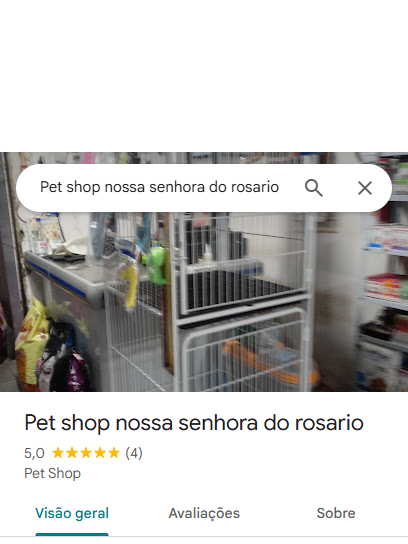 Pet shop nossa senhora do rosario
Pet shop nossa senhora do rosario
5,0 ★★★★★ (4)
Pet Shop
Visão geral Avaliações Sobre